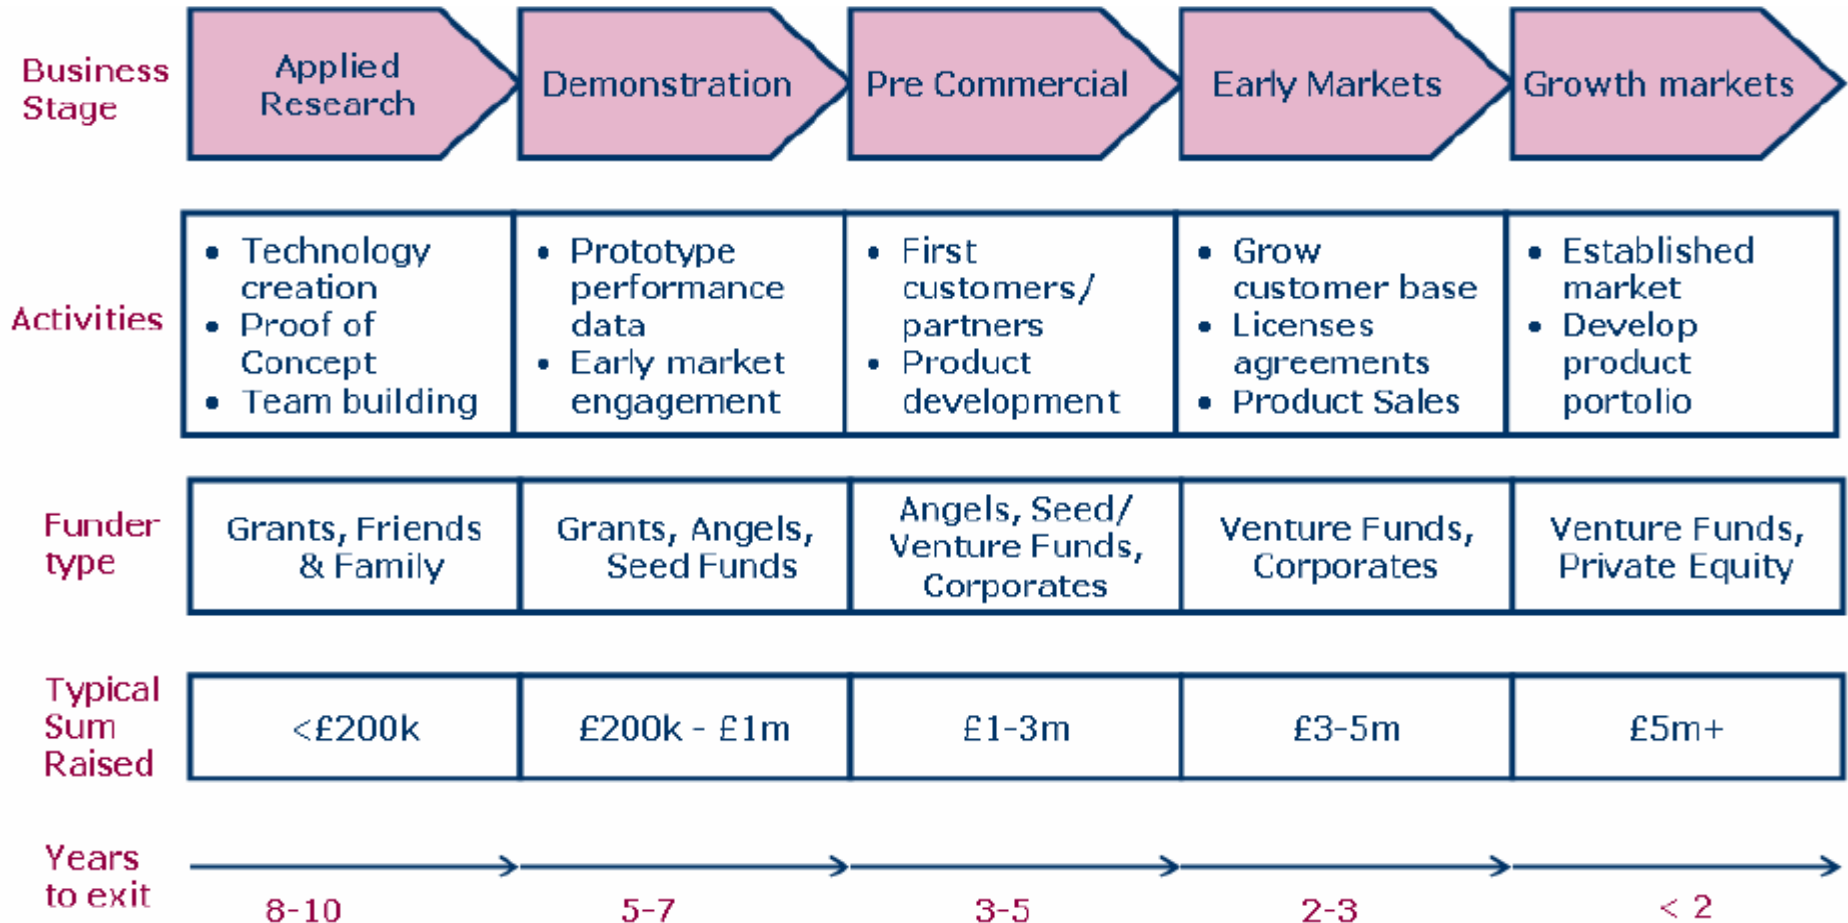 Business
Stage
Applied
Research
Demonstration
Pre Commercial
Early Markets
Growth markets
Activities
• Technology
creation
• Proof of
Concept
• Team building
• Prototype
performance
data
• Early market
engagement
• First
customers/
partners
• Product
development
• Grow
customer base
• Licenses
agreements
• Product Sales
• Established
market
• Develop
product
portolio
Funder
type
Grants, Friends
& Family
Grants, Angels,
Seed Funds
Angels, Seed/
Venture Funds,
Corporates
Venture Funds,
Corporates
Venture Funds,
Private Equity
Typical
Sum
Raised
<£200k
£200k - £1m
£1-3m
£3-5m
£5m+
Years
to exit
8-10
5-7
3-5
2-3
< 2